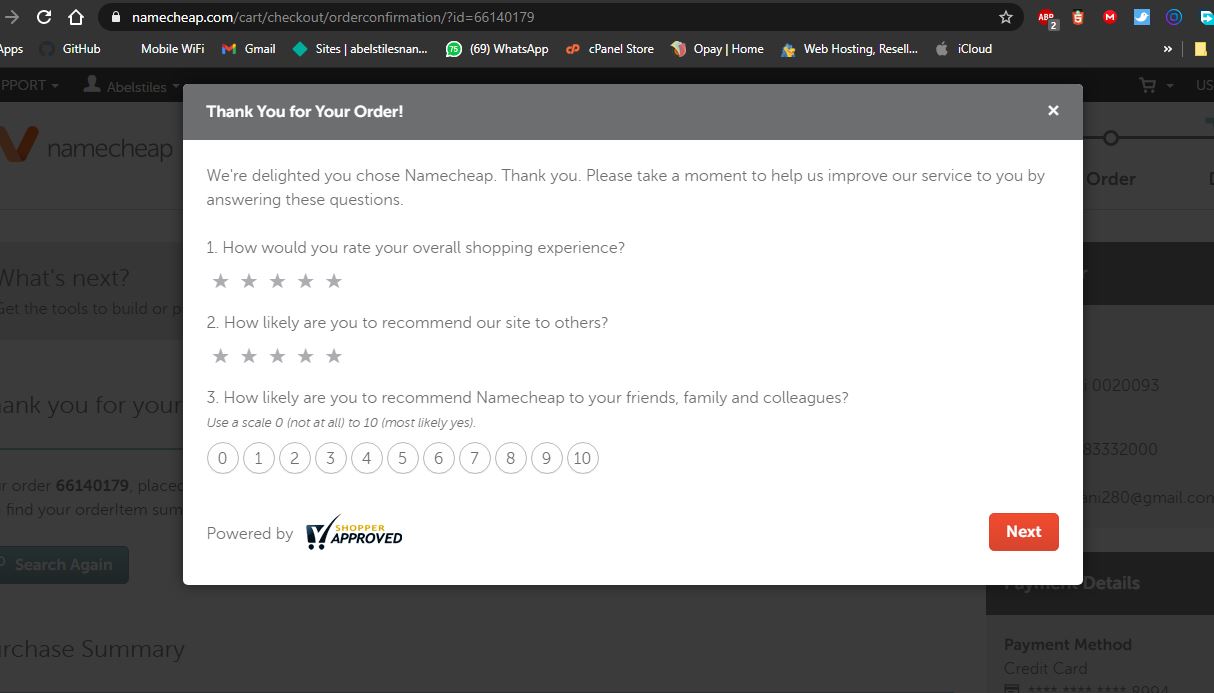 namecheap.com/cart/checkout/orderconfirmation/?id=66140179
ABP 2
Apps GitHub Mobile WiFi Gmail Sites | abelstilesnan... 75 (69) WhatsApp cP cPanel Store Opay | Home Web Hosting, Resell... iCloud »
PPORT Abelstiles US
namecheap
Order
Thank You for Your Order!
We're delighted you chose Namecheap. Thank you. Please take a moment to help us improve our service to you by
answering these questions.
1. How would you rate your overall shopping experience?
2. How likely are you to recommend our site to others?
3. How likely are you to recommend Namecheap to your friends, family and colleagues?
Use a scale 0 (not at all) to 10 (most likely yes).
0 1 2 3 4 5 6 7 8 9 10
Powered by SHOPPER APPROVED
Next
What's next?
Get the tools to build or p
ank you for your
r order 66140179, placed
find your orderItem sum
Search Again
rchase Summary
0020093
83332000
ani280@gmail.com
Payment Details
Payment Method
Credit Card